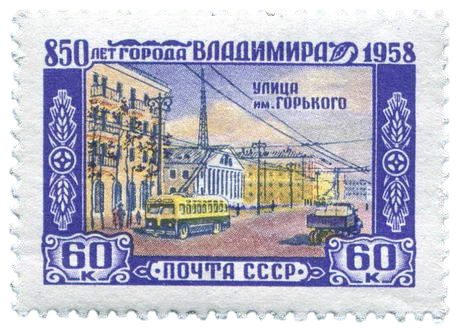 850 ЛЕТ ГОРОДА ВЛАДИМИРА 1958
УЛИЦА
ИМ. ГОРЬКОГО
60 К
ПОЧТА СССР
60 К